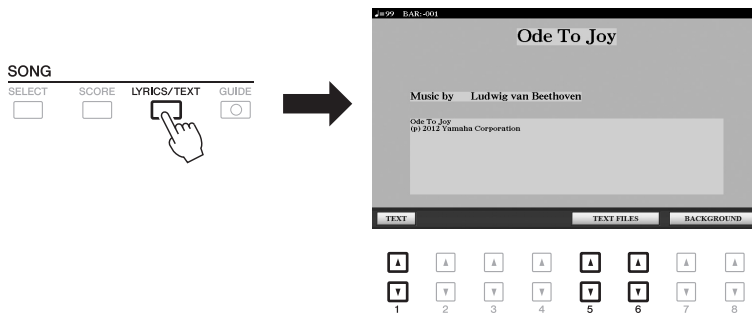 SONG
SELECT SCORE LYRICS/TEXT GUIDE
♩=99 BAR:-001
Ode To Joy
Music by Ludwig van Beethoven
Ode To Joy
(p) 2012 Yamaha Corporation
TEXT TEXT FILES BACKGROUND
1 2 3 4 5 6 7 8